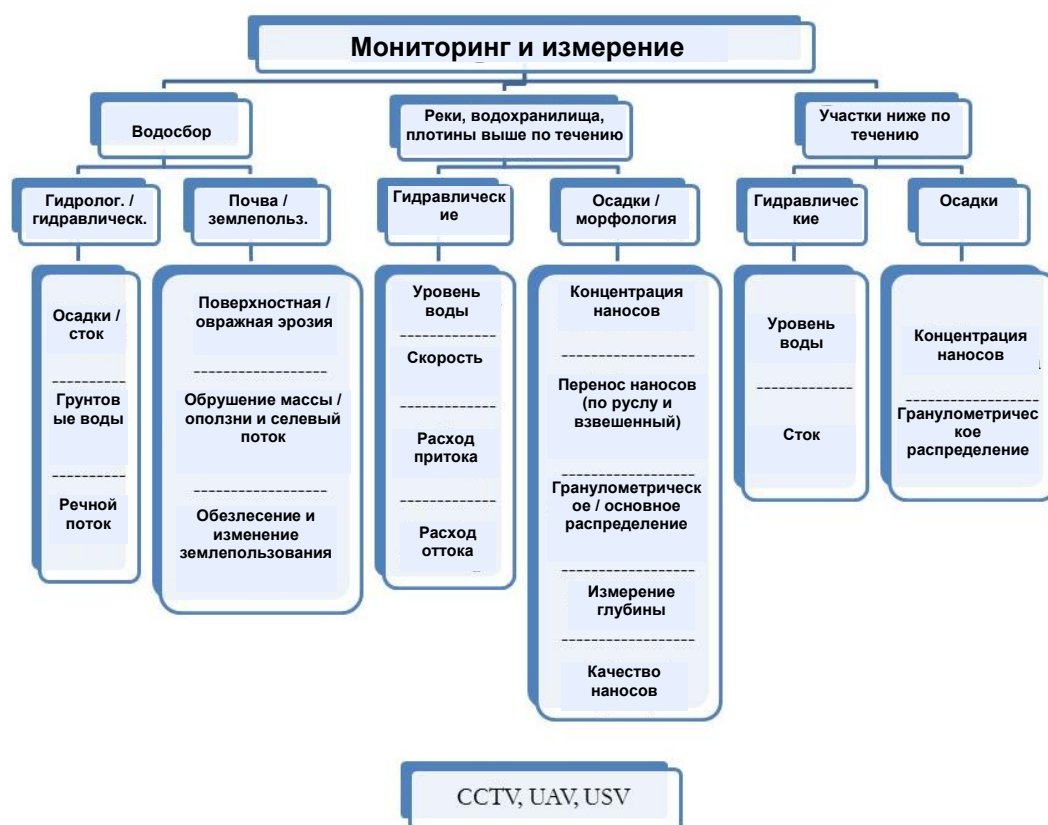 Мониторинг и измерение
Водосбор
Реки, водохранилища,
плотины выше по течению
Участки ниже по
течению
Гидролог. /
гидравлическ.
Почва /
землепольз.
Гидравлическ
ие
Осадки /
морфология
Гидравличес
кие
Осадки
Осадки /
сток
----------
Грунтов
ые воды
----------
Речной
поток
Поверхностная /
овражная эрозия
------------------
Обрушение массы /
оползни и селевый
поток
------------------
Обезлесение и
изменение
землепользования
Уровень
воды
-------------
Скорость
-------------
Расход
притока
-------------
Расход
оттока
Концентрация
наносов
------------------
Перенос наносов
(по руслу и
взвешенный)
------------------
Гранулометрическ
ое / основное
распределение
------------------
Измерение
глубины
------------------
Качество
наносов
Уровень
воды
-------------
Сток
Концентрация
наносов
------------------
Гранулометричес
кое
распределение
CCTV, UAV, USV